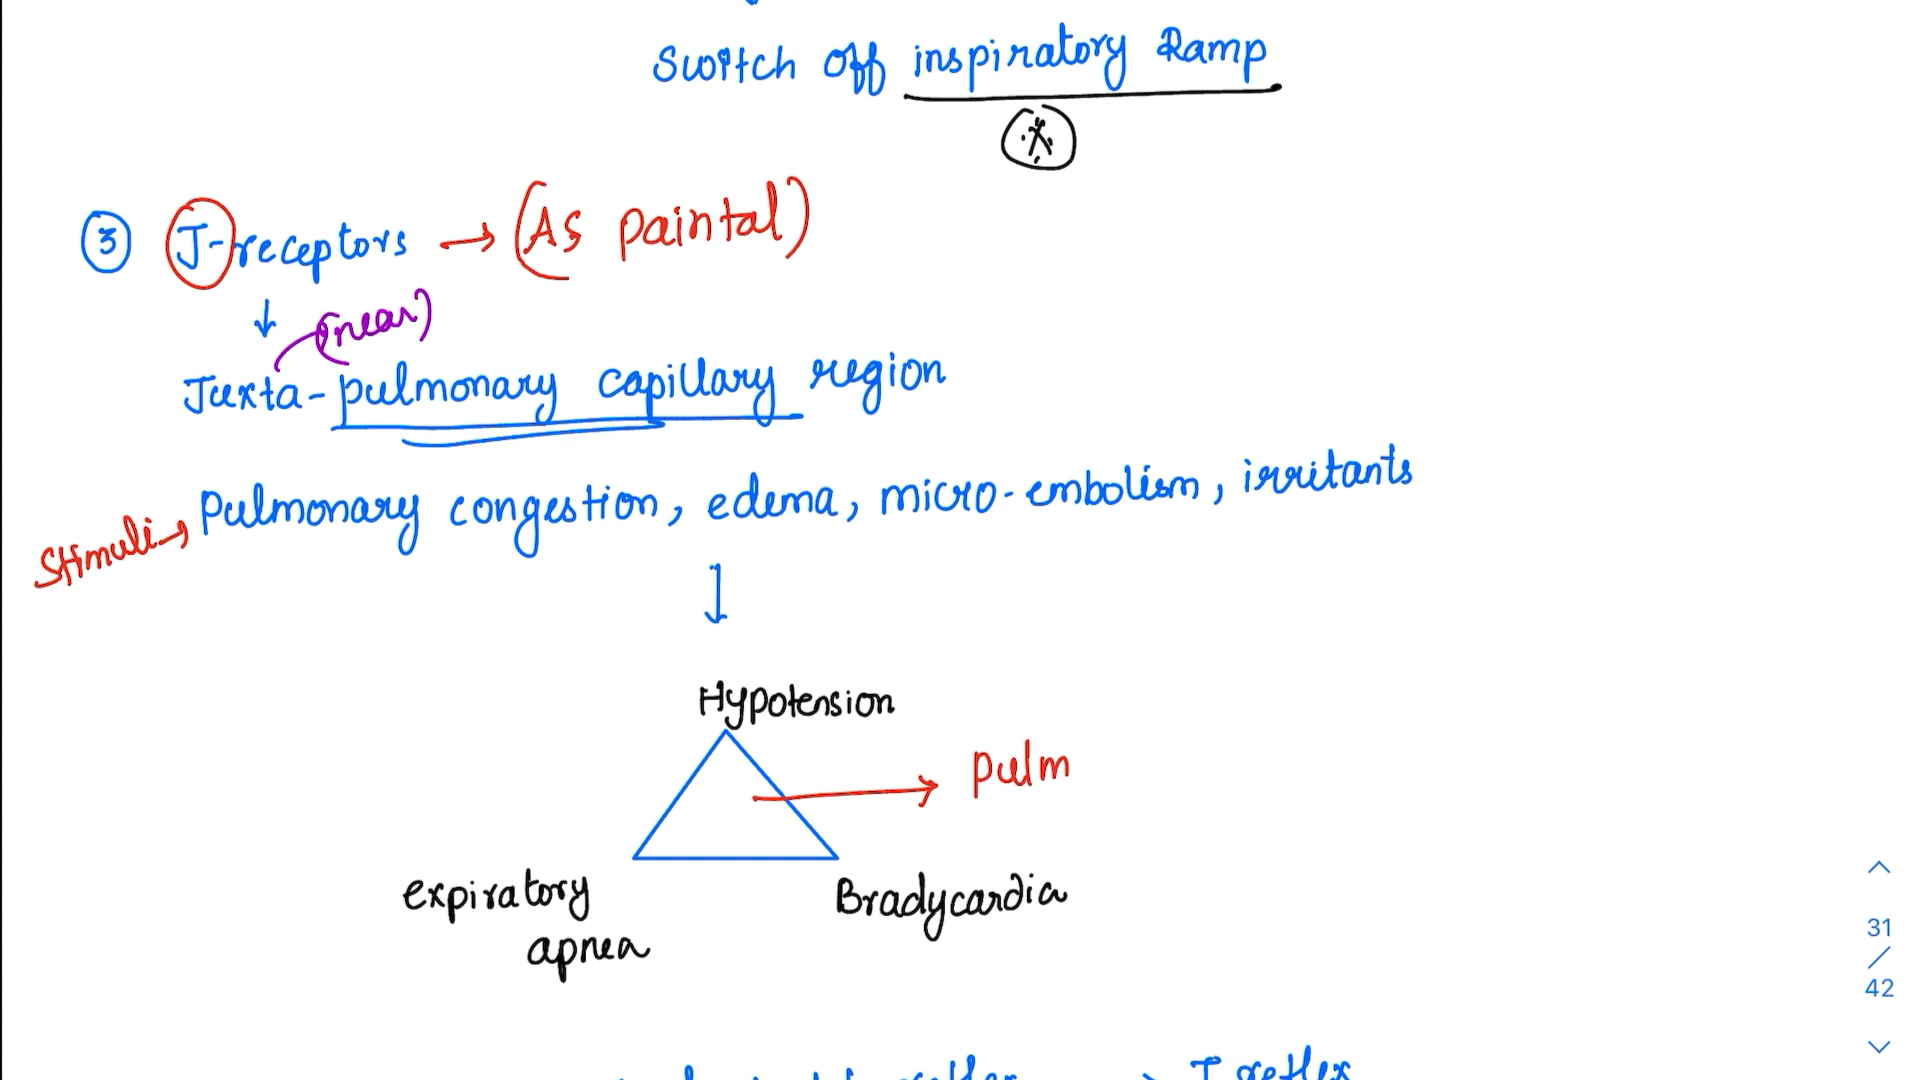 Switch off inspiratory Ramp
3 J-receptors → (AS paintal)
(near)
Juxta-pulmonary capillary region
Stimuli → Pulmonary congestion, edema, micro-embolism, irritants
Hypotension
pulm
expiratory
apnea
Bradycardia
31
/
42
J reflex